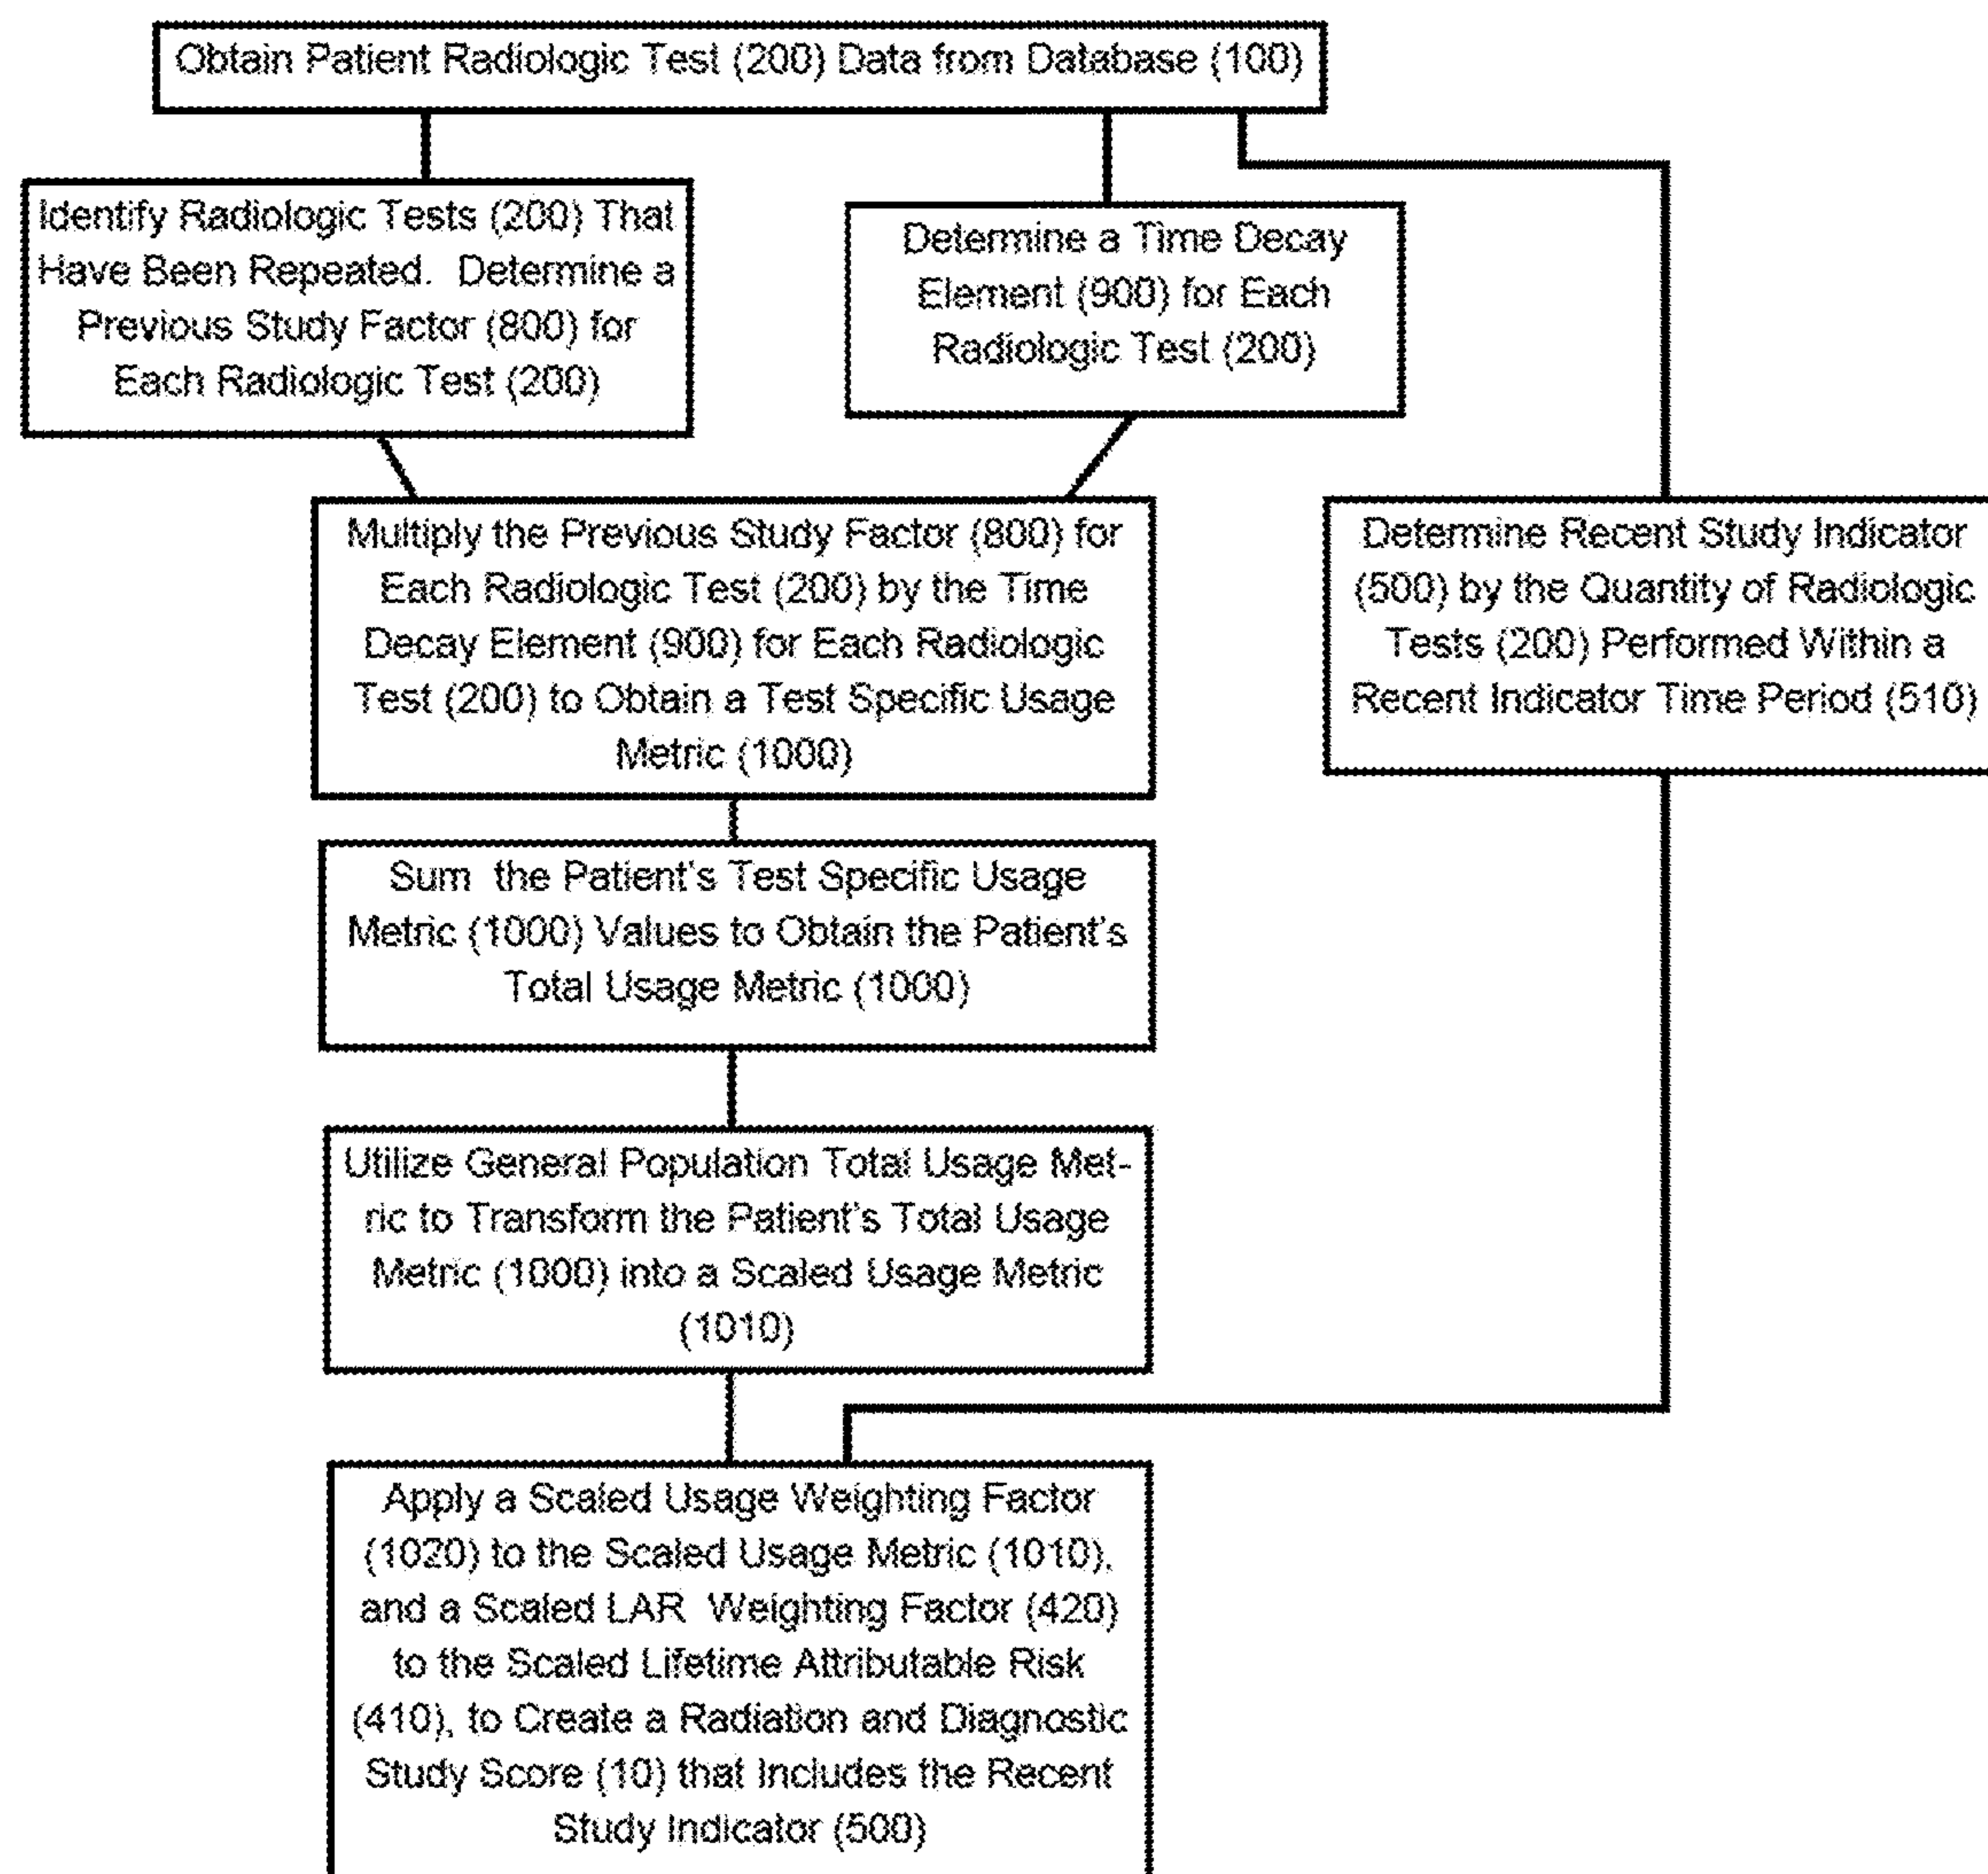 Obtain Patient Radiologic Test (200) Data from Database (100)
Identify Radiologic Tests (200) That
Have Been Repeated. Determine a
Previous Study Factor (800) for
Each Radiologic Test (200)
Determine a Time Decay
Element (900) for Each
Radiologic Test (200)
Multiply the Previous Study Factor (800) for
Each Radiologic Test (200) by the Time
Decay Element (900) for Each Radiologic
Test (200) to Obtain a Test Specific Usage
Metric (1000)
Determine Recent Study Indicator
(500) by the Quantity of Radiologic
Tests (200) Performed Within a
Recent Indicator Time Period (510)
Sum the Patient's Test Specific Usage
Metric (1000) Values to Obtain the Patient's
Total Usage Metric (1000)
Utilize General Population Total Usage Met-
ric to Transform the Patient's Total Usage
Metric (1000) into a Scaled Usage Metric
(1010)
Apply a Scaled Usage Weighting Factor
(1020) to the Scaled Usage Metric (1010),
and a Scaled LAR Weighting Factor (420)
to the Scaled Lifetime Attributable Risk
(410), to Create a Radiation and Diagnostic
Study Score (10) that Includes the Recent
Study Indicator (500)